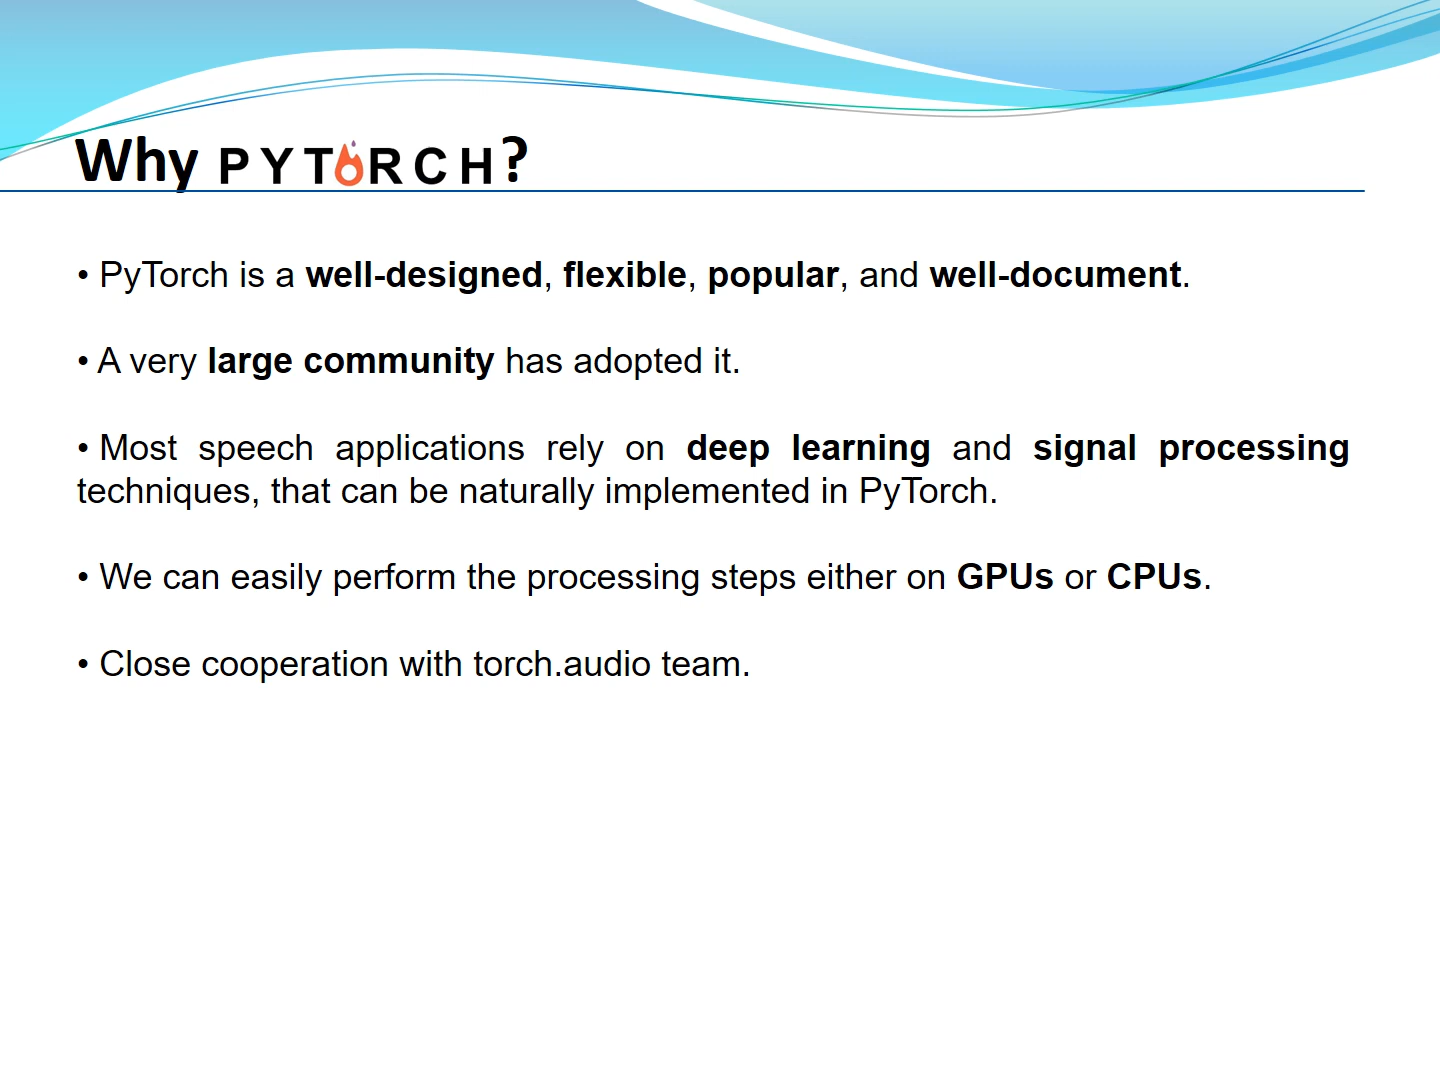 Why PYTORCH?
• PyTorch is a well-designed, flexible, popular, and well-document.
• A very large community has adopted it.
• Most speech applications rely on deep learning and signal processing
techniques, that can be naturally implemented in PyTorch.
• We can easily perform the processing steps either on GPUs or CPUs.
• Close cooperation with torch.audio team.